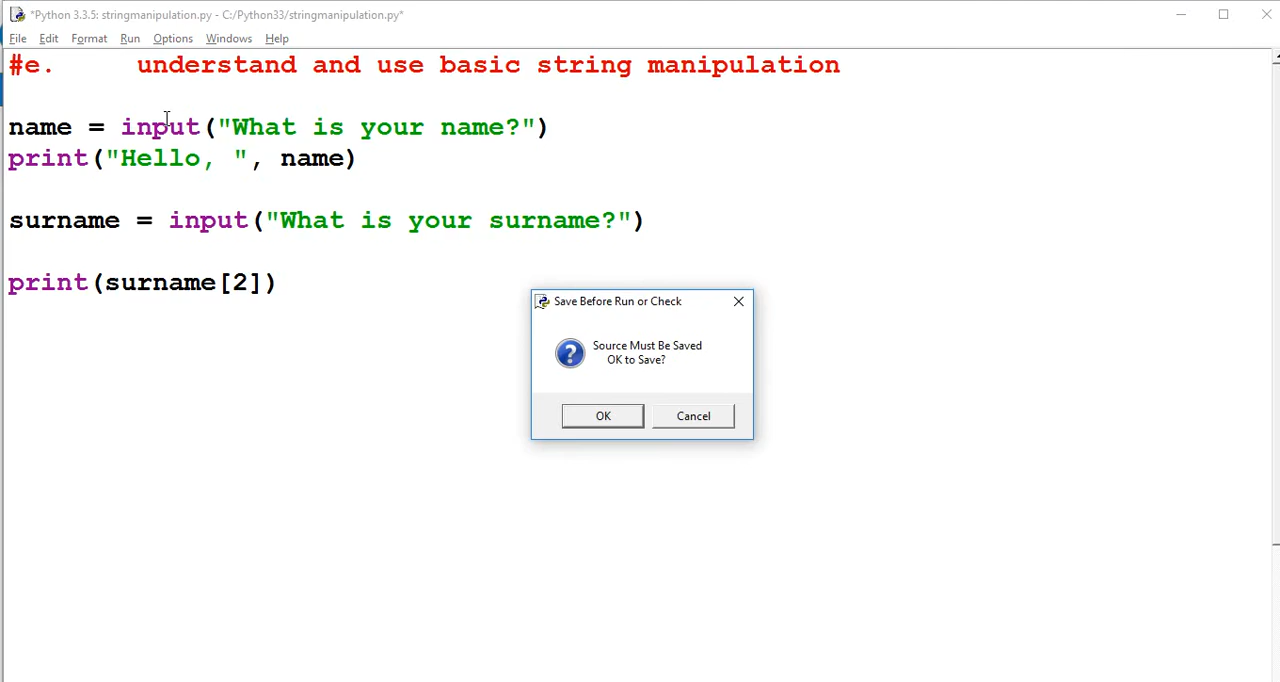 *Python 3.3.5: stringmanipulation.py - C:/Python33/stringmanipulation.py*
File Edit Format Run Options Windows Help
#e. understand and use basic string manipulation
name = input("What is your name?")
print("Hello, ", name)
surname = input("What is your surname?")
print(surname[2])
Save Before Run or Check
Source Must Be Saved
OK to Save?
OK Cancel